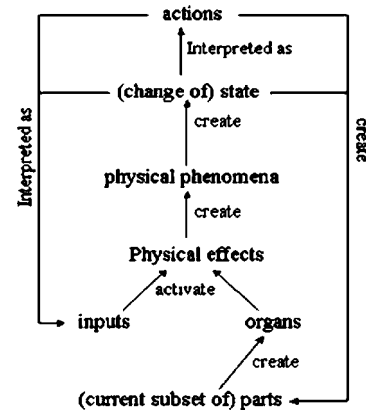 actions
Interpreted as
(change of) state
create
physical phenomena
create
Physical effects
activate
inputs
organs
create
(current subset of) parts
Interpreted as
create